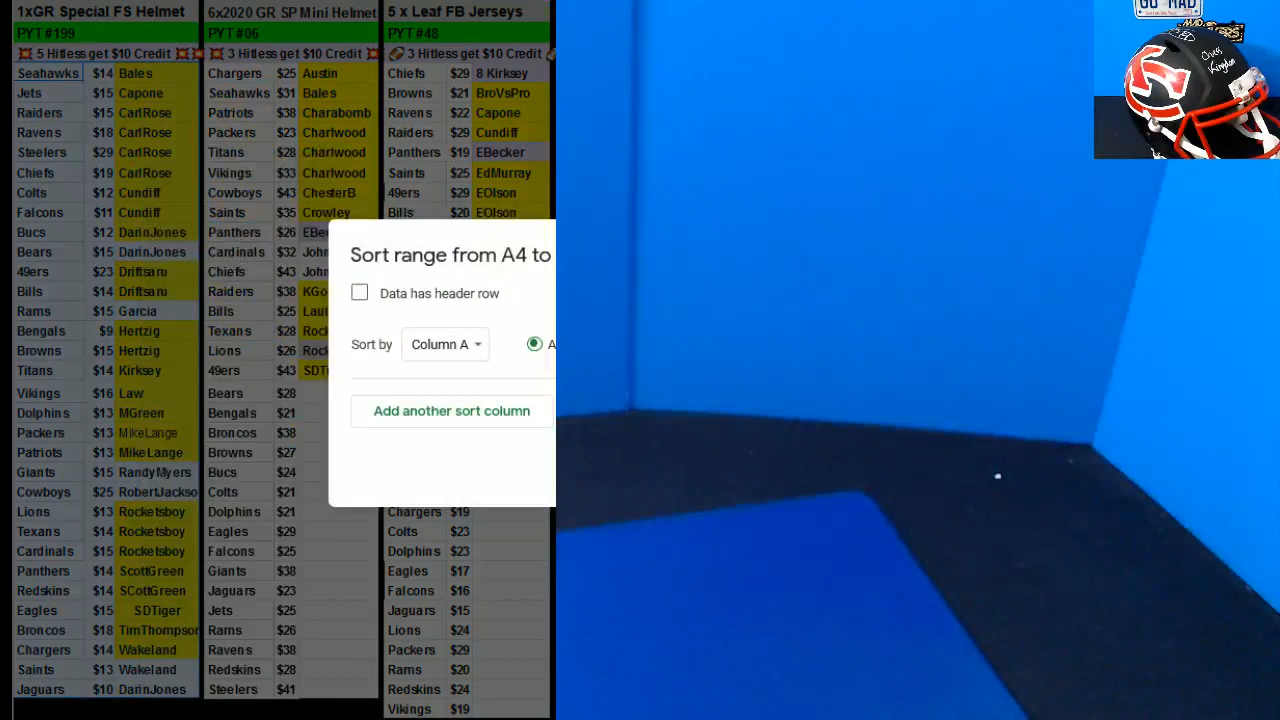 1xGR Special FS Helmet
PYT#199
5 Hitless get $10 Credit
Seahawks $14 Bales
Jets $15 Capone
Raiders $15 CarlRose
Ravens $18 CarlRose
Steelers $29 CarlRose
Chiefs $19 CarlRose
Colts $12 Cundiff
Falcons $11 Cundiff
Bucs $12 DarinJones
Bears $15 DarinJones
49ers $23 Driftsaru
Bills $14 Driftsaru
Rams $15 Garcia
Bengals $9 Hertzig
Browns $15 Hertzig
Titans $14 Kirksey
Vikings $16 Law
Dolphins $13 MGreen
Packers $13 MikeLange
Patriots $13 MikeLange
Giants $15 RandyMyers
Cowboys $25 RobertJackso
Lions $13 Rocketsboy
Texans $14 Rocketsboy
Cardinals $15 Rocketsboy
Panthers $14 ScottGreen
Redskins $14 SCottGreen
Eagles $15 SDTiger
Broncos $18 TimThompson
Chargers $14 Wakeland
Saints $13 Wakeland
Jaguars $10 DarinJones
6x2020 GR SP Mini Helmet
PYT#06
3 Hitless get $10 Credit
Chargers $25 Austin
Seahawks $31 Bales
Patriots $38 Charabomb
Packers $23 Charlwood
Titans $28 Charlwood
Vikings $33 Charlwood
Cowboys $43 ChesterB
Saints $35 Crowley
Panthers $26
Cardinals $32
Chiefs $43
Raiders $38
Bills $25
Texans $28
Lions $26
49ers $43
Bears $28
Bengals $21
Broncos $38
Browns $27
Bucs $24
Colts $21
Dolphins $21
Eagles $29
Falcons $25
Giants $38
Jaguars $23
Jets $25
Rams $26
Ravens $38
Redskins $28
Steelers $41
5 x Leaf FB Jerseys
PYT#48
3 Hitless get $10 Credit
Chiefs $29 8 Kirksey
Browns $21 BroVsPro
Ravens $22 Capone
Raiders $29 Cundiff
Panthers $19 EBecker
Saints $25 EdMurray
49ers $29 EOlson
Bills $20 EOlson
Chargers $19
Colts $23
Dolphins $23
Eagles $17
Falcons $16
Jaguars $15
Lions $24
Packers $29
Rams $20
Redskins $24
Vikings $19
Sort range from A4 to
Data has header row
Sort by Column A A
Add another sort column
GO MAD